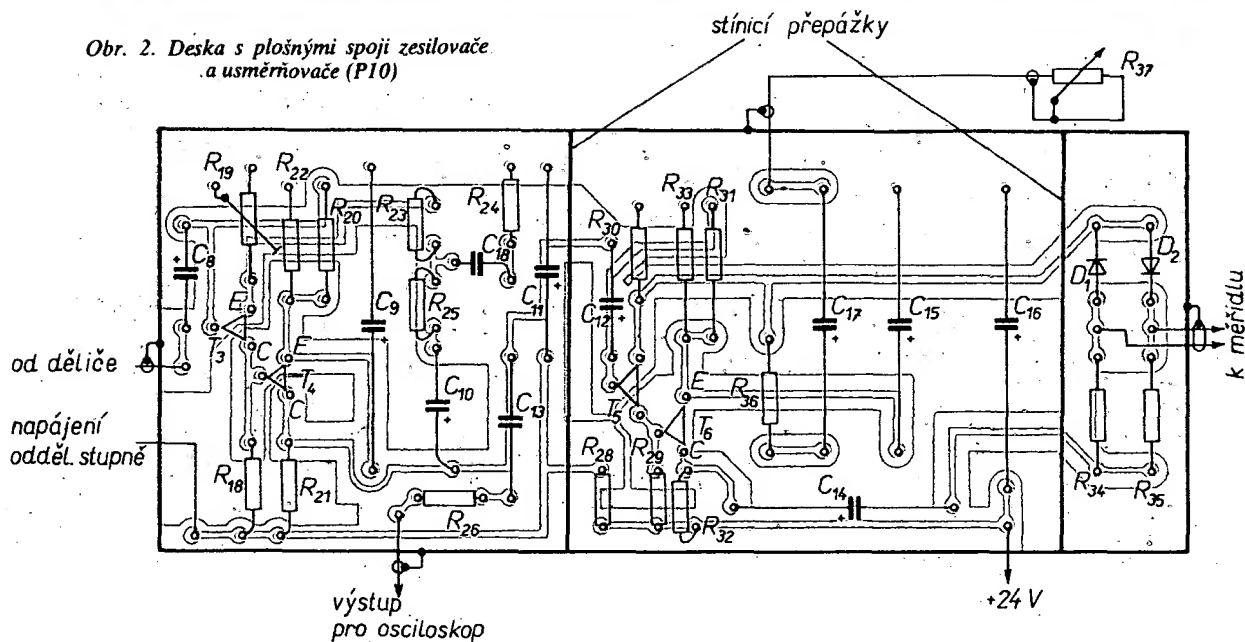 Obr. 2. Deska s plošnými spoji zesilovače
a usměrňovače (P10)
stínicí přepážky
R37
R19
R22
R20
R23
R24
R33
R31
R30
C8
C18
D1
D2
E
R25
C9
C11
C12
C17
C15
C16
T3
C
E
od děliče
T4
C
C10
C13
T5
E
R36
T6
k měřidlu
napájení
odděl. stupně
R18
R21
R26
R28
R29
C
R32
C14
R34
R35
výstup
pro osciloskop
+24 V